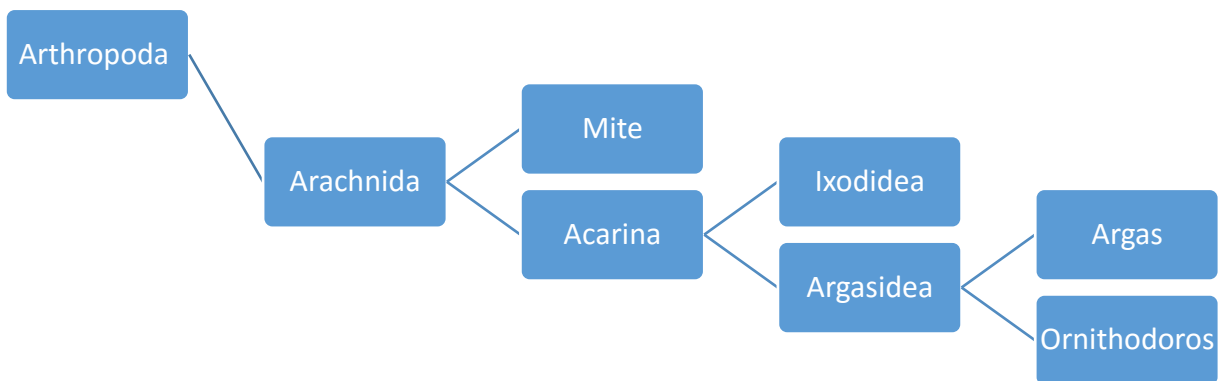 Arthropoda
Arachnida
Mite
Acarina
Ixodidea
Argasidea
Argas
Ornithodoros